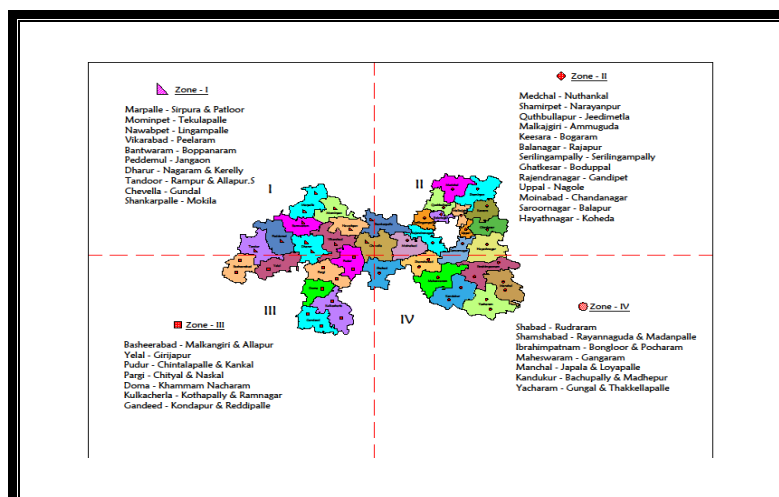 Zone - I
Marpalle - Sirpura & Patloor
Mominpet - Tekulapalle
Nawabpet - Lingampalle
Vikarabad - Peelaram
Bantwaram - Boppanaram
Peddemul - Jangaon
Dharur - Nagaram & Kerelly
Tandoor - Rampur & Allapur.S
Chevella - Gundal
Shankarpalle - Mokila
Zone - II
Medchal - Nuthankal
Shamirpet - Narayanpur
Quthbullapur - Jeedimetla
Malkajgiri - Ammuguda
Keesara - Bogaram
Balanagar - Rajapur
Serilingampally - Serilingampally
Ghatkesar - Boduppal
Rajendranagar - Gandipet
Uppal - Nagole
Moinabad - Chandanagar
Saroornagar - Balapur
Hayathnagar - Koheda
I
II
III
IV
Zone - III
Basheerabad - Malkangiri & Allapur
Yelal - Girijapur
Pudur - Chintalapalle & Kankal
Pargi - Chityal & Naskal
Doma - Khammam Nacharam
Kulkacherla - Kothapally & Ramnagar
Gandeed - Kondapur & Reddipalle
Zone - IV
Shabad - Rudraram
Shamshabad - Rayannaguda & Madanpalle
Ibrahimpatnam - Bongloor & Pocharam
Maheswaram - Gangaram
Manchal - Japala & Loyapalle
Kandukur - Bachupally & Madhepur
Yacharam - Gungal & Thakkellapalle